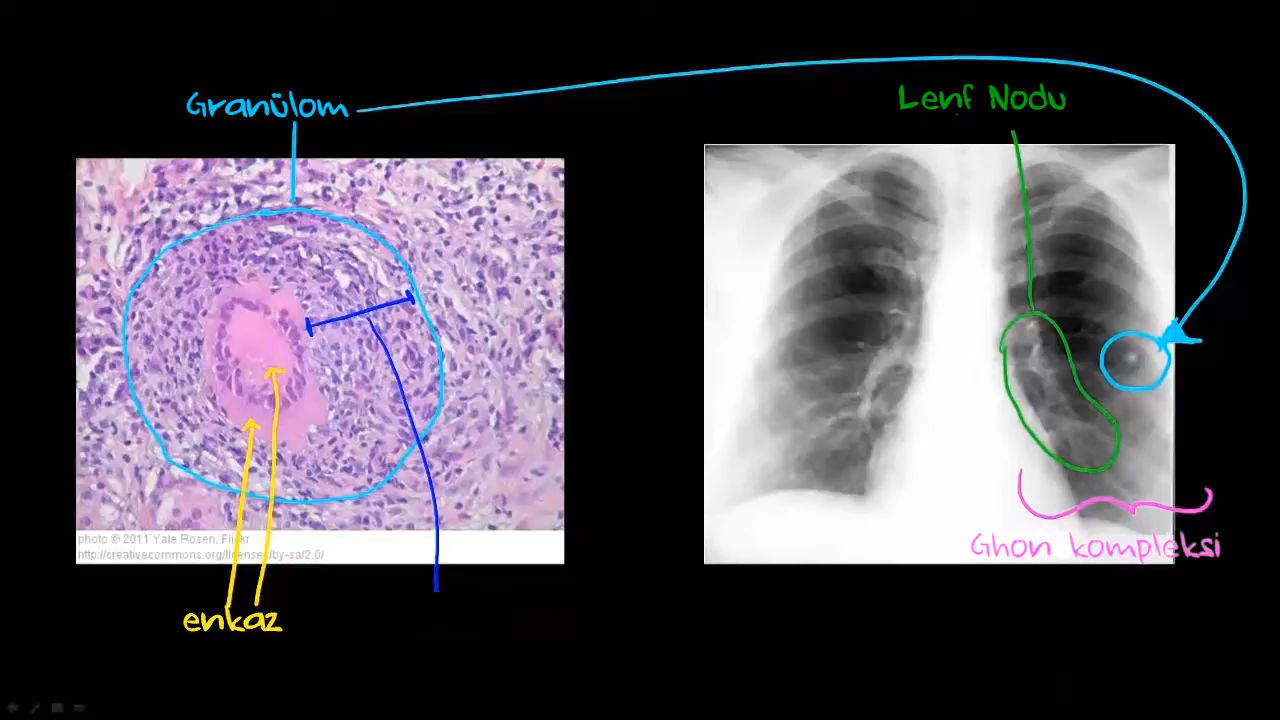 Granülom
Lenf Nodu
photo © 2011 Yale Rosen, Flickr
http://creativecommons.org/licenses/by-sa/2.0/
Ghon kompleksi
enkaz